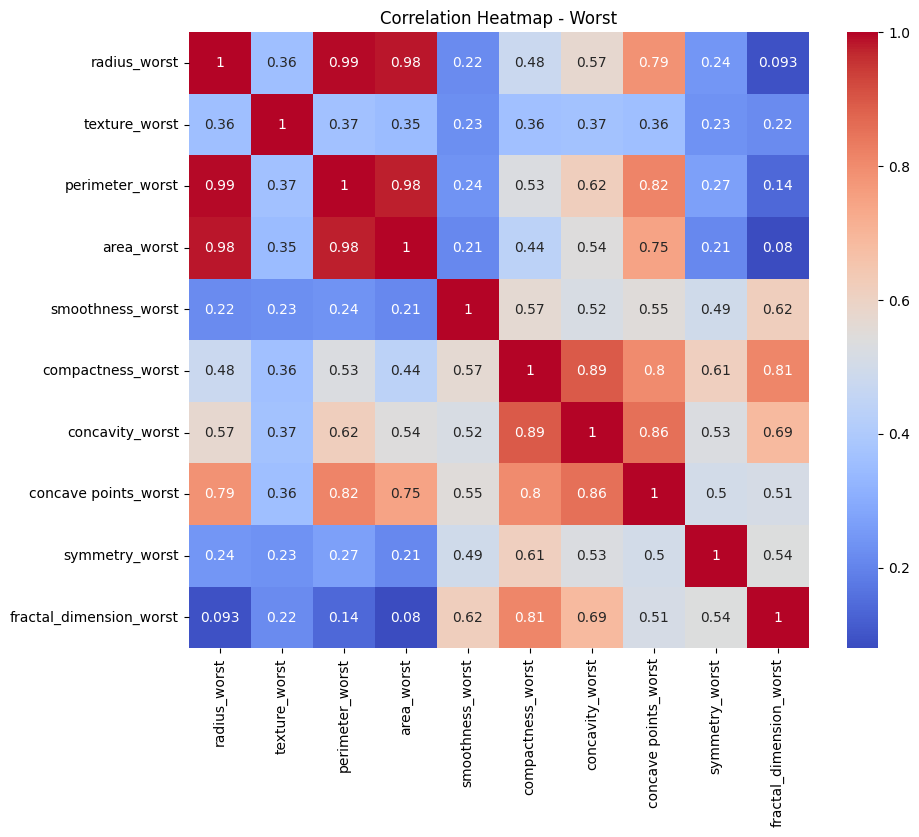 Correlation Heatmap - Worst
radius_worst 1 0.36 0.99 0.98 0.22 0.48 0.57 0.79 0.24 0.093
texture_worst 0.36 1 0.37 0.35 0.23 0.36 0.37 0.36 0.23 0.22
perimeter_worst 0.99 0.37 1 0.98 0.24 0.53 0.62 0.82 0.27 0.14
area_worst 0.98 0.35 0.98 1 0.21 0.44 0.54 0.75 0.21 0.08
smoothness_worst 0.22 0.23 0.24 0.21 1 0.57 0.52 0.55 0.49 0.62
compactness_worst 0.48 0.36 0.53 0.44 0.57 1 0.89 0.8 0.61 0.81
concavity_worst 0.57 0.37 0.62 0.54 0.52 0.89 1 0.86 0.53 0.69
concave points_worst 0.79 0.36 0.82 0.75 0.55 0.8 0.86 1 0.5 0.51
symmetry_worst 0.24 0.23 0.27 0.21 0.49 0.61 0.53 0.5 1 0.54
fractal_dimension_worst 0.093 0.22 0.14 0.08 0.62 0.81 0.69 0.51 0.54 1
radius_worst
texture_worst
perimeter_worst
area_worst
smoothness_worst
compactness_worst
concavity_worst
concave points_worst
symmetry_worst
fractal_dimension_worst
1.0
0.8
0.6
0.4
0.2